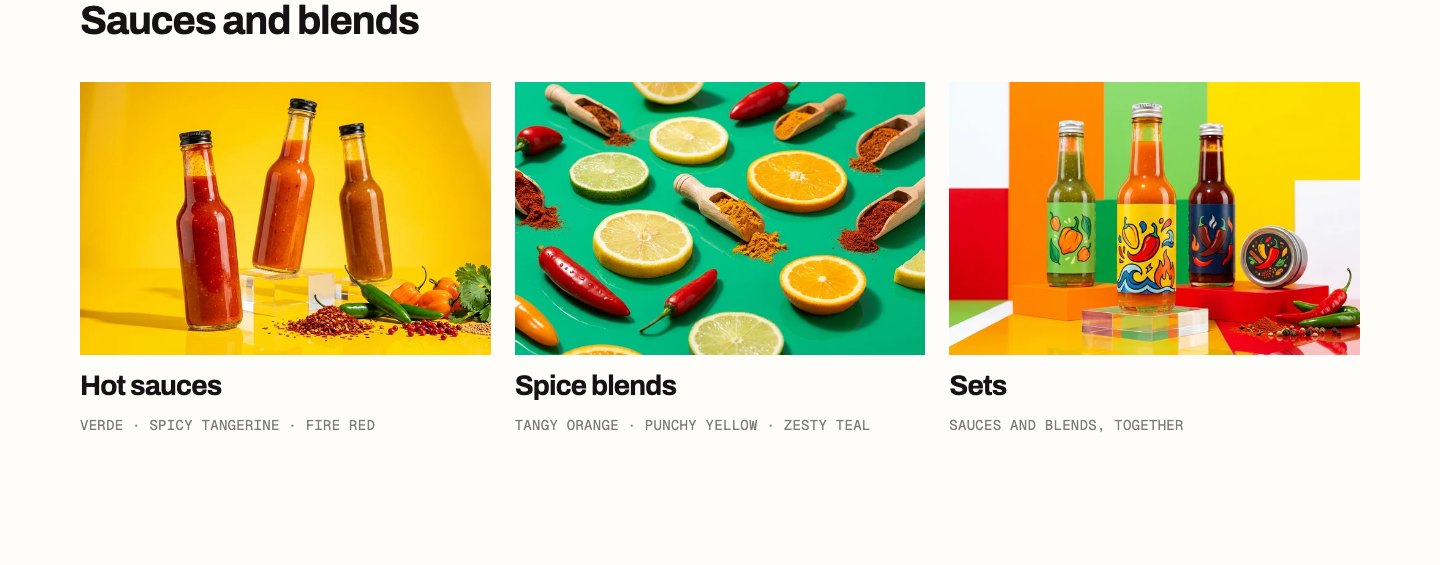 Sauces and blends
Hot sauces
VERDE · SPICY TANGERINE · FIRE RED
Spice blends
TANGY ORANGE · PUNCHY YELLOW · ZESTY TEAL
Sets
SAUCES AND BLENDS, TOGETHER